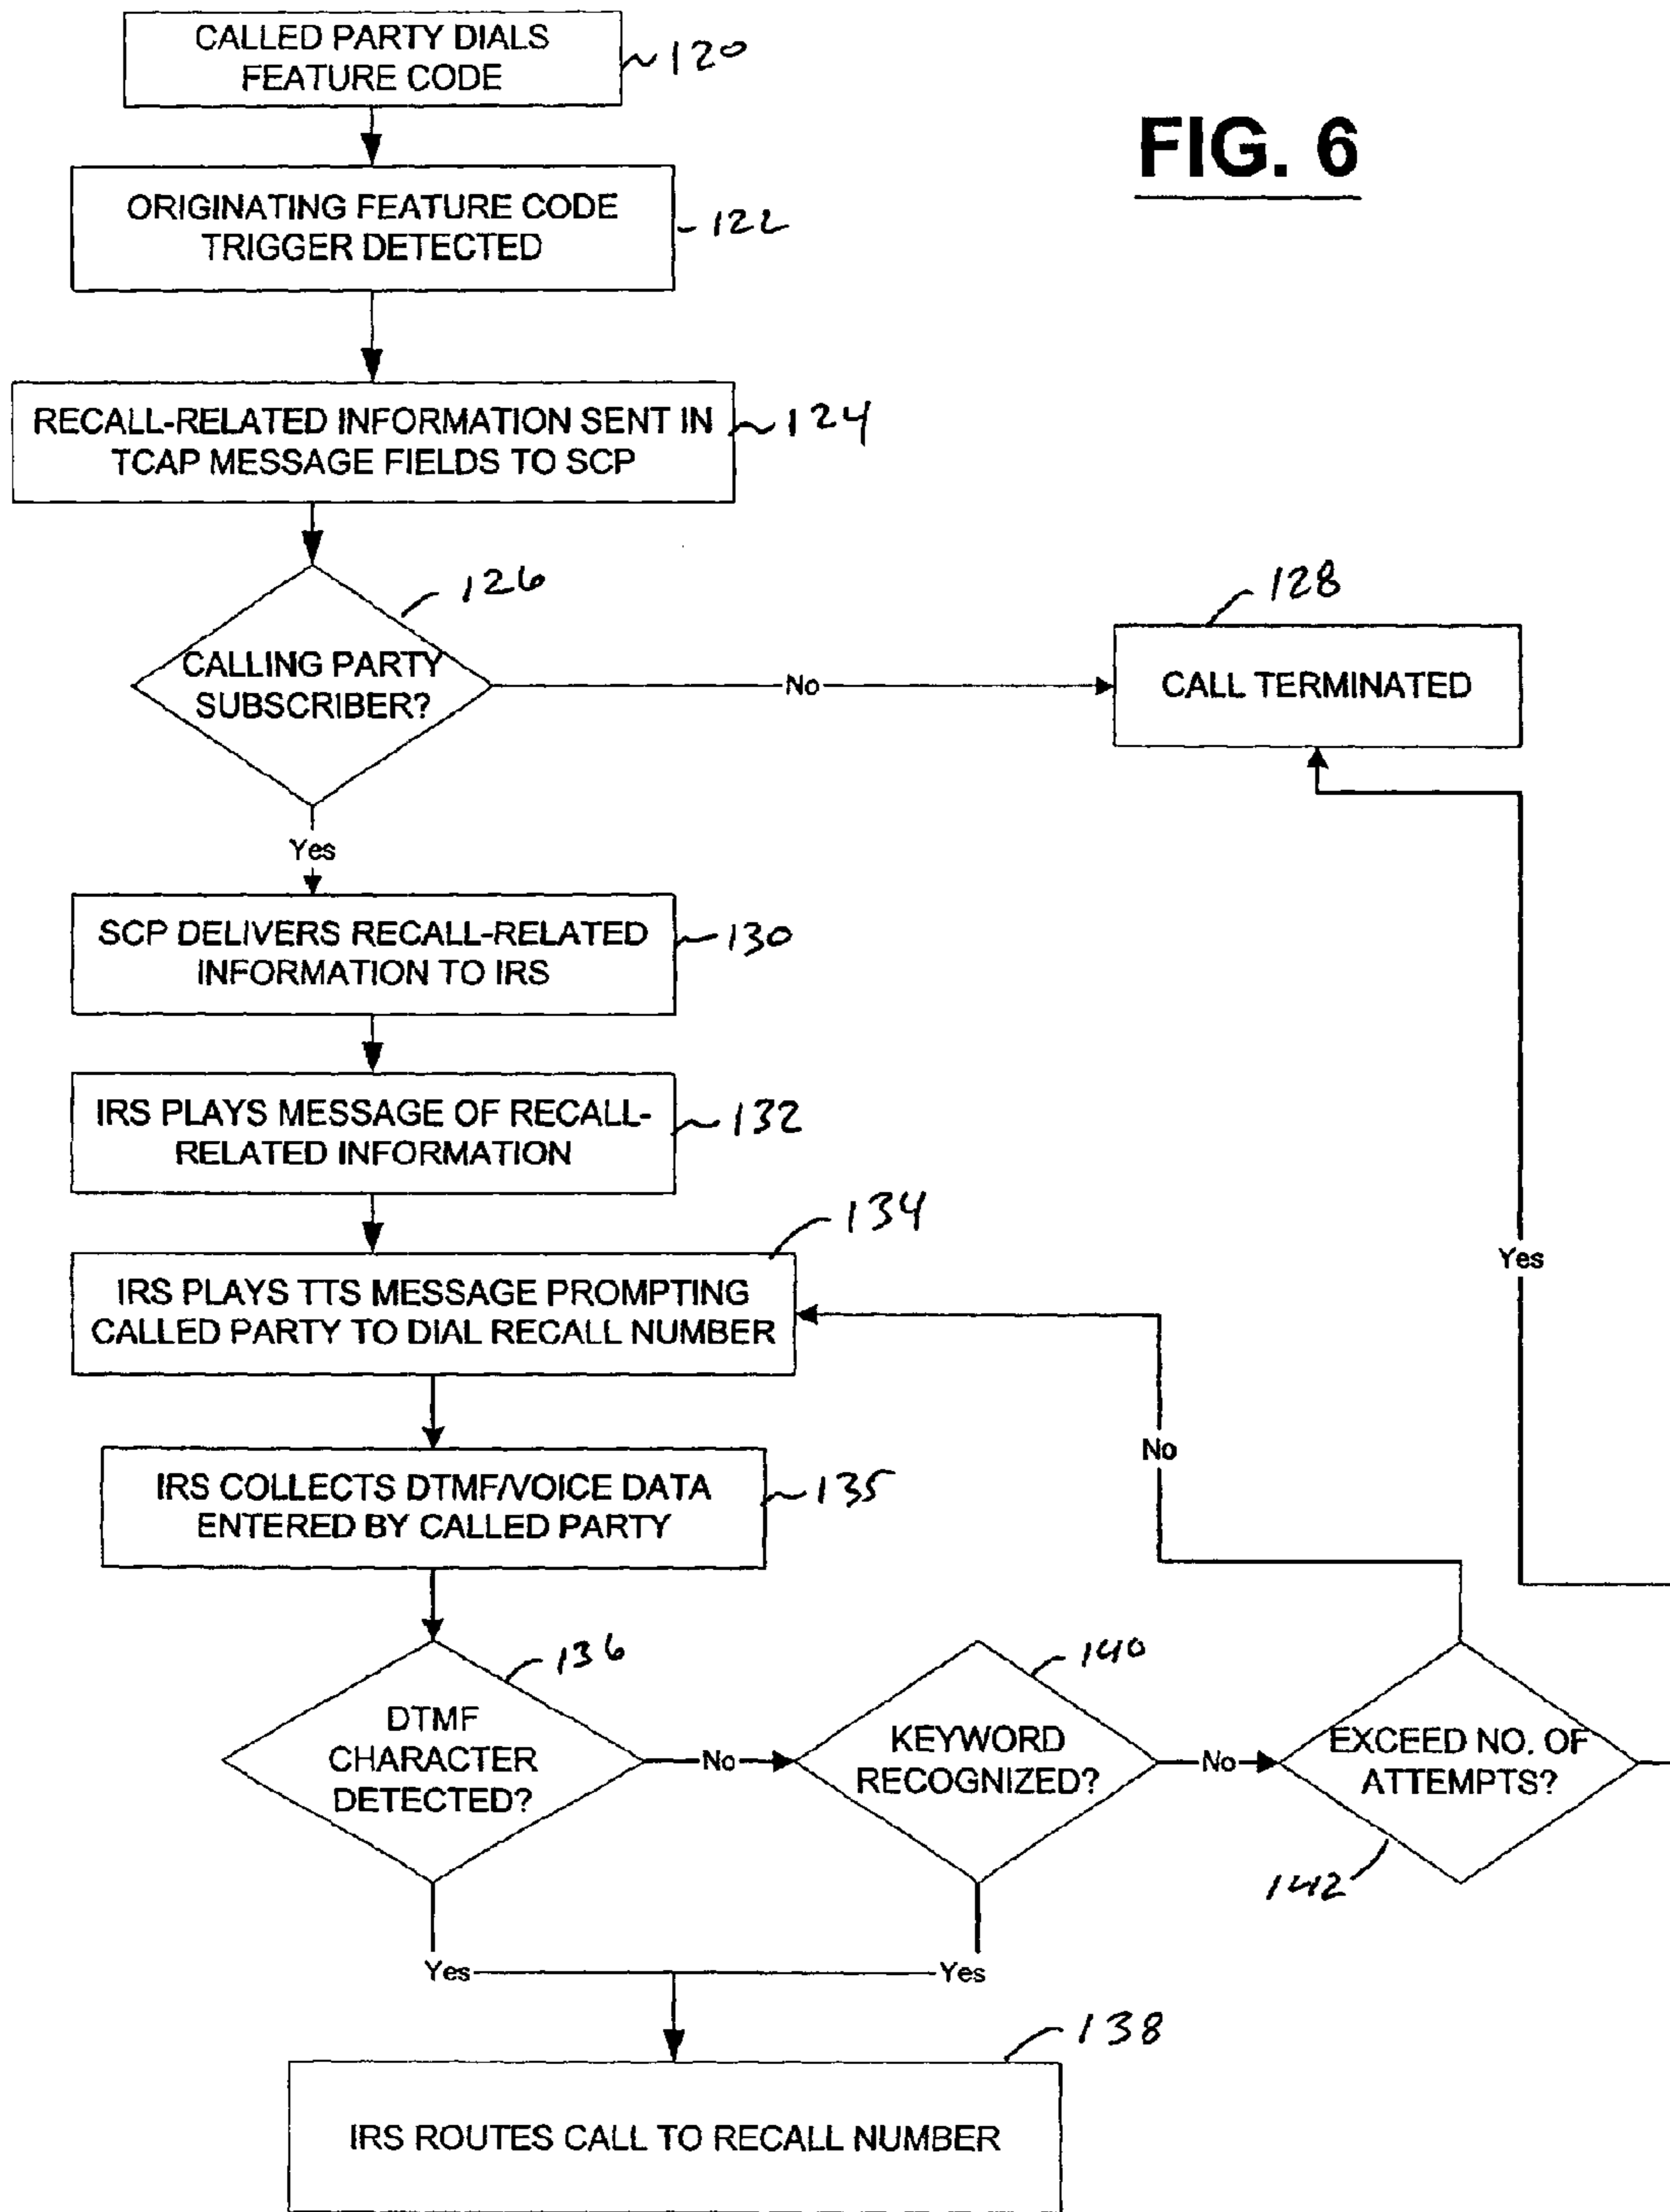 CALLED PARTY DIALS
FEATURE CODE
120
FIG. 6
ORIGINATING FEATURE CODE
TRIGGER DETECTED
122
RECALL-RELATED INFORMATION SENT IN
TCAP MESSAGE FIELDS TO SCP
124
126
CALLING PARTY
SUBSCRIBER?
No
128
CALL TERMINATED
Yes
SCP DELIVERS RECALL-RELATED
INFORMATION TO IRS
130
IRS PLAYS MESSAGE OF RECALL-
RELATED INFORMATION
132
134
IRS PLAYS TTS MESSAGE PROMPTING
CALLED PARTY TO DIAL RECALL NUMBER
Yes
No
IRS COLLECTS DTMF/VOICE DATA
ENTERED BY CALLED PARTY
135
136
DTMF
CHARACTER
DETECTED?
No
140
KEYWORD
RECOGNIZED?
No
EXCEED NO. OF
ATTEMPTS?
142
Yes
Yes
138
IRS ROUTES CALL TO RECALL NUMBER